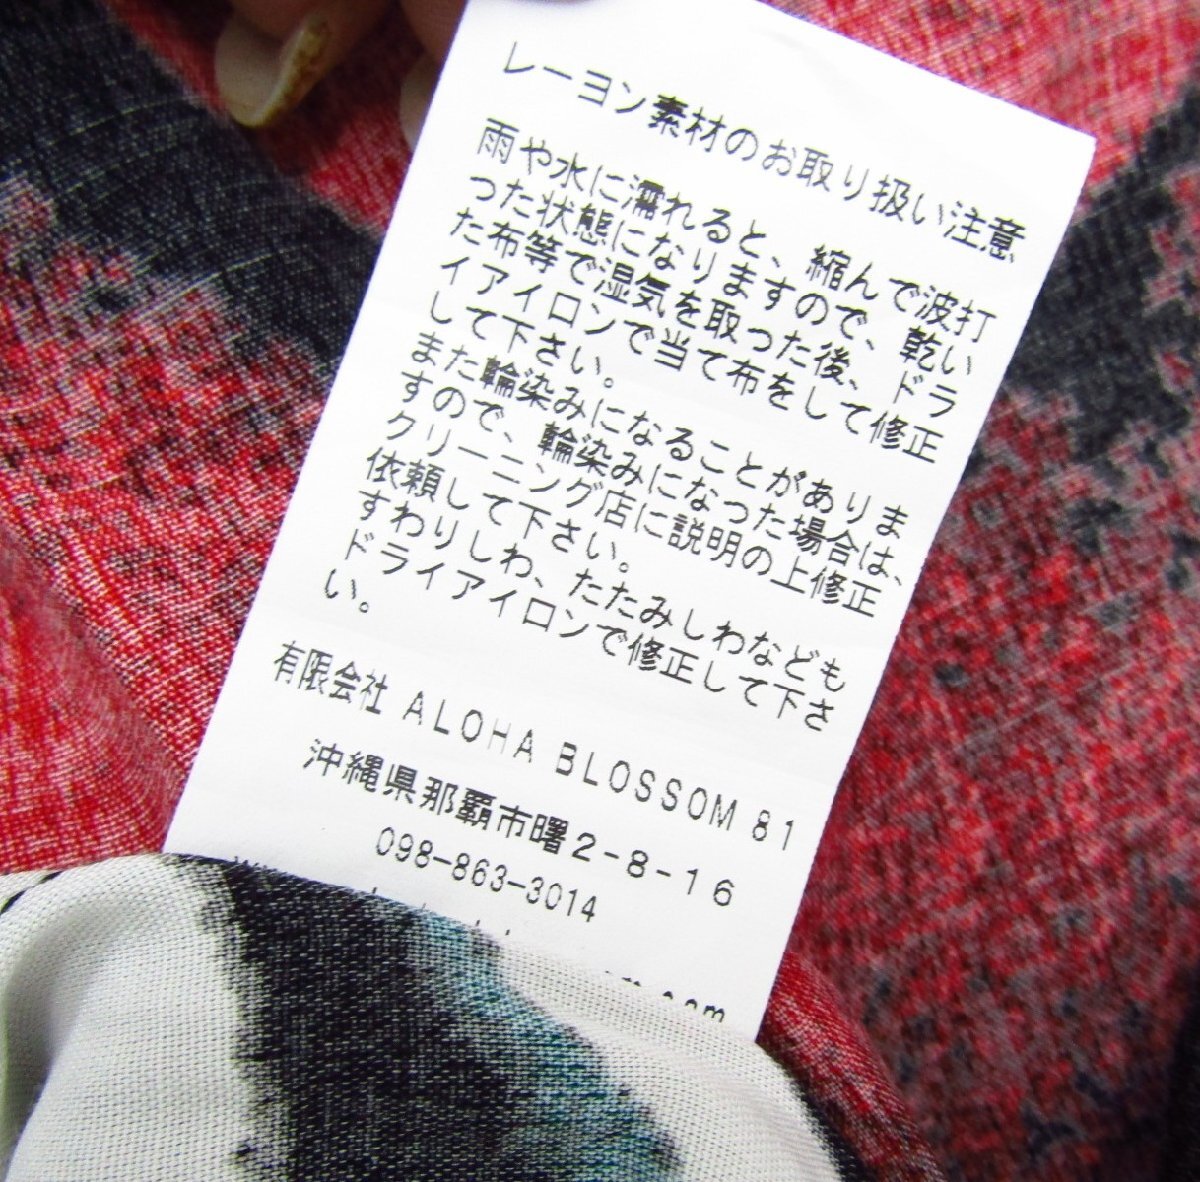 レーヨン素材のお取り扱い注意
雨や水に濡れると、縮んで波打
った状態になりますので、乾い
た布等で湿気を取った後、ドラ
イアイロンで当て布をして修正
して下さい。
また輪染みになることがありま
すので、輪染みになった場合は、
クリーニング店に説明の上修正
依頼して下さい。
すわりしわ、たたみしわなども
ドライアイロンで修正して下さ
い。
有限会社 ALOHA BLOSSOM 81
沖縄県那覇市曙2-8-16
098-863-3014